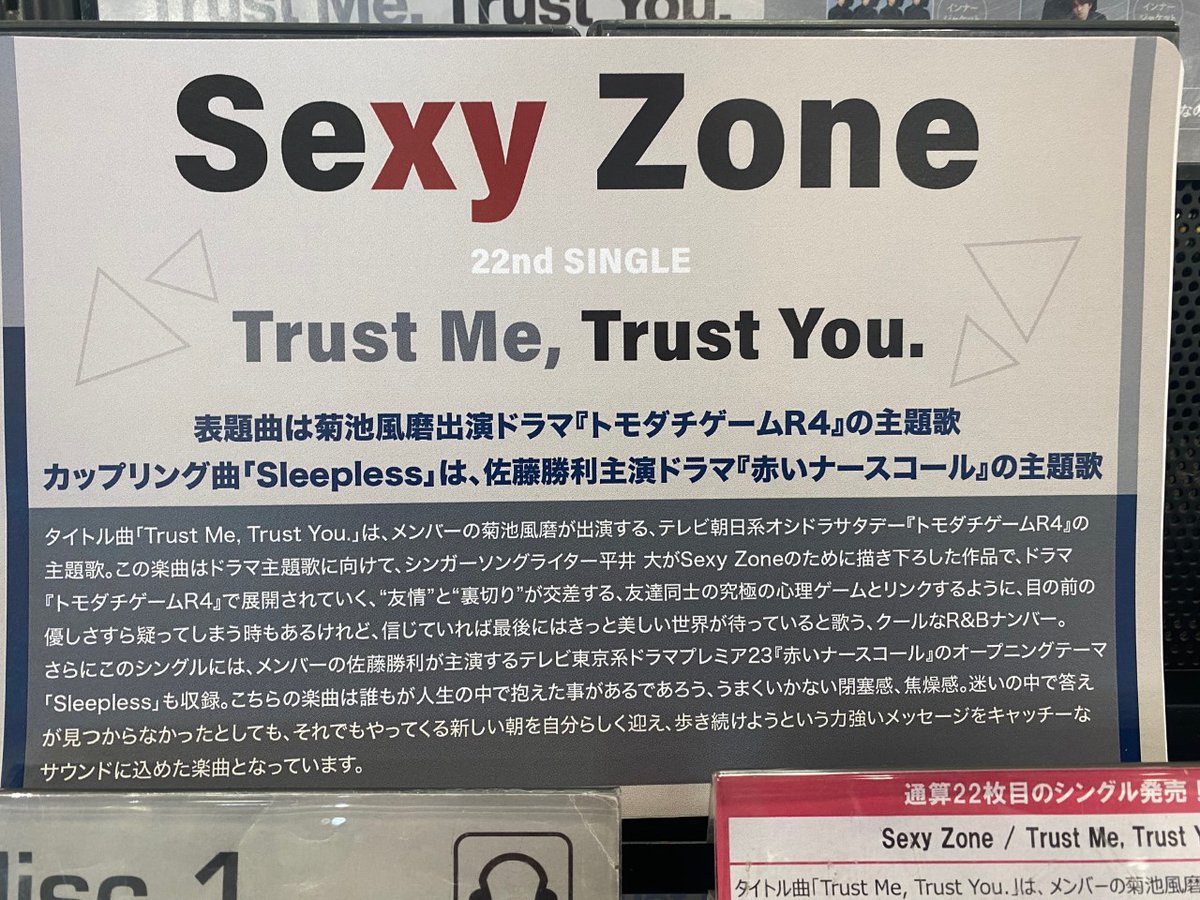 Trust Me, Trust You.
インナー
ジャケット
インナー
ジャケット
Sexy Zone
22nd SINGLE
Trust Me, Trust You.
表題曲は菊池風磨出演ドラマ『トモダチゲームR4』の主題歌
カップリング曲「Sleepless」は、佐藤勝利主演ドラマ『赤いナースコール』の主題歌
タイトル曲「Trust Me, Trust You.」は、メンバーの菊池風磨が出演する、テレビ朝日系オシドラサタデー『トモダチゲームR4』の
主題歌。この楽曲はドラマ主題歌に向けて、シンガーソングライター平井 大がSexy Zoneのために描き下ろした作品で、ドラマ
『トモダチゲームR4』で展開されていく、“友情”と“裏切り”が交差する、友達同士の究極の心理ゲームとリンクするように、目の前の
優しさすら疑ってしまう時もあるけれど、信じていれば最後にはきっと美しい世界が待っていると歌う、クールなR&Bナンバー。
さらにこのシングルには、メンバーの佐藤勝利が主演するテレビ東京系ドラマプレミア23『赤いナースコール』のオープニングテーマ
「Sleepless」も収録。こちらの楽曲は誰もが人生の中で抱えた事があるであろう、うまくいかない閉塞感、焦燥感。迷いの中で答え
が見つからなかったとしても、それでもやってくる新しい朝を自分らしく迎え、歩き続けようという力強いメッセージをキャッチーな
サウンドに込めた楽曲となっています。
disc 1
通算22枚目のシングル発売！
Sexy Zone / Trust Me, Trust Y
タイトル曲「Trust Me, Trust You.」は、メンバーの菊池風磨